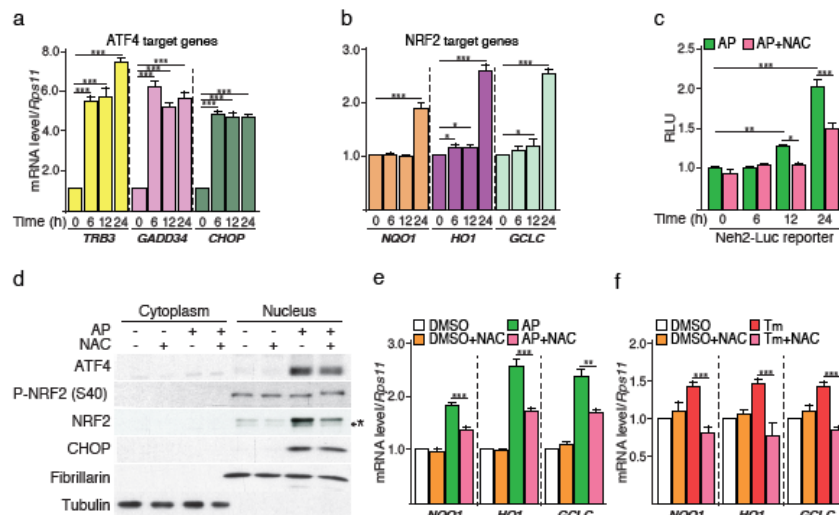 a
ATF4 target genes
mRNA level/Rps11
8.0
6.0
4.0
2.0
*** *** ***
*** *** ***
*** *** ***
Time (h) 0 6 12 24 0 6 12 24 0 6 12 24
TRB3 GADD34 CHOP
b
NRF2 target genes
3.0
2.0
1.0
***
*** * *
*** *
0 6 12 24 0 6 12 24 0 6 12 24
NQO1 HO1 GCLC
c
AP AP+NAC
RLU
2.5
2.0
1.5
1.0
*** ***
** *
Time (h) 0 6 12 24
Neh2-Luc reporter
d
Cytoplasm Nucleus
AP - - + + - - + +
NAC - + - + - + - +
ATF4
P-NRF2 (S40)
NRF2
*
CHOP
Fibrillarin
Tubulin
e
DMSO AP
DMSO+NAC AP+NAC
mRNA level/Rps11
3.0
2.0
1.0
*** *** **
NQO1 HO1 GCLC
f
DMSO Tm
DMSO+NAC Tm+NAC
mRNA level/Rps11
2.0
1.5
1.0
0.5
*** *** ***
NQO1 HO1 GCLC